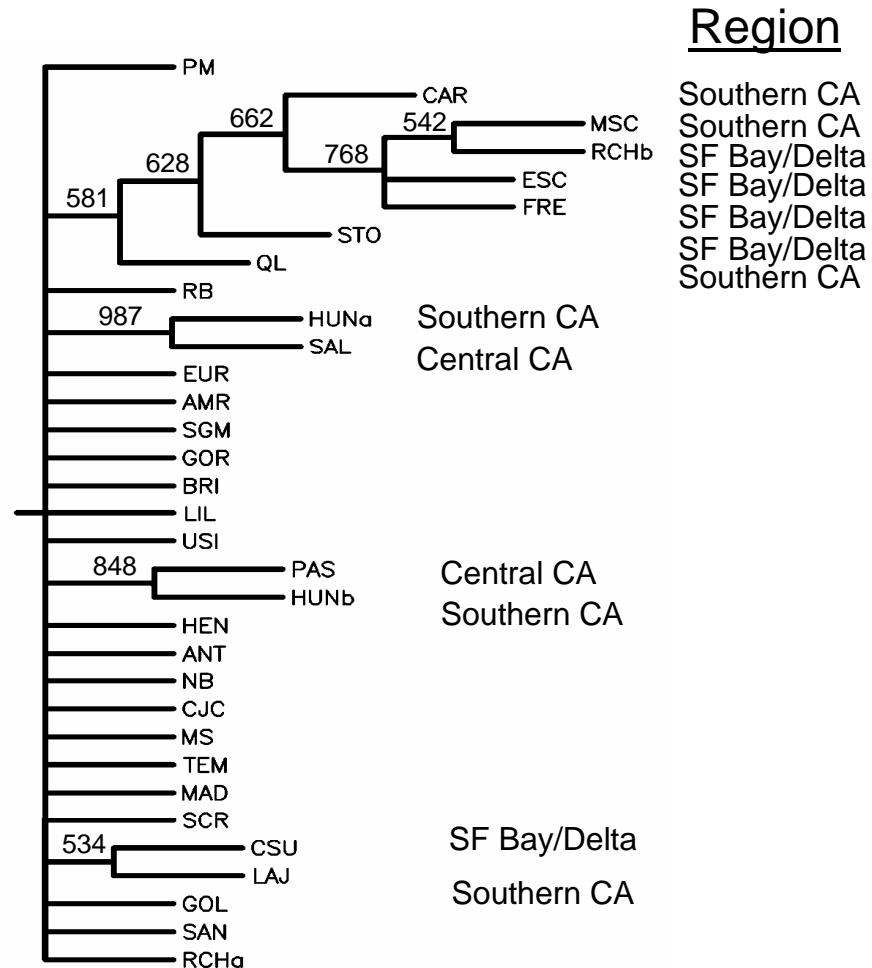 Region
PM
CAR Southern CA
662 542 MSC Southern CA
RCHb SF Bay/Delta
628 768 ESC SF Bay/Delta
581 FRE SF Bay/Delta
STO SF Bay/Delta
QL Southern CA
RB
987 HUNa Southern CA
SAL Central CA
EUR
AMR
SGM
GOR
BRI
LIL
USI
848 PAS Central CA
HUNb Southern CA
HEN
ANT
NB
CJC
MS
TEM
MAD
SCR
534 CSU SF Bay/Delta
LAJ Southern CA
GOL
SAN
RCHa